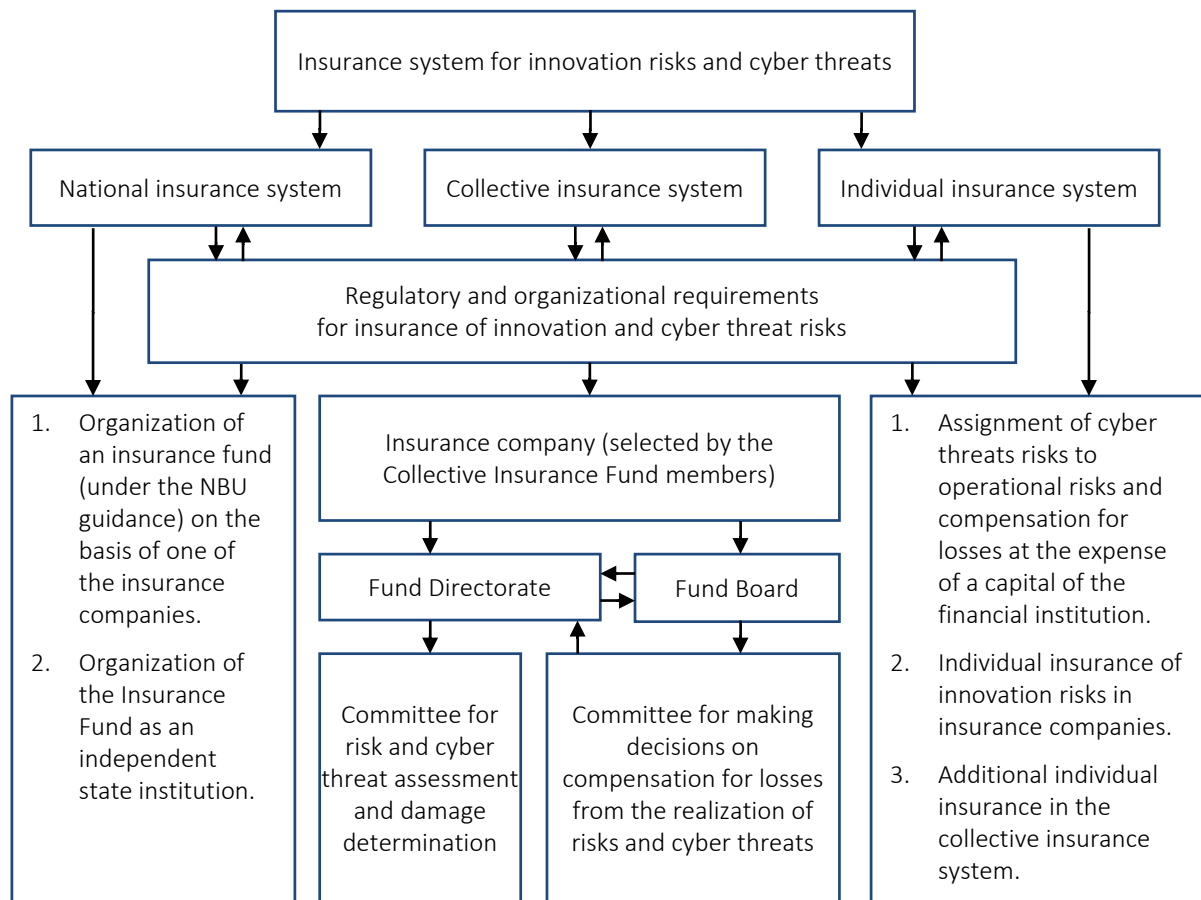 Insurance system for innovation risks and cyber threats
National insurance system
Collective insurance system
Individual insurance system
Regulatory and organizational requirements
for insurance of innovation and cyber threat risks
1. Organization of
an insurance fund
(under the NBU
guidance) on the
basis of one of
the insurance
companies.
2. Organization of
the Insurance
Fund as an
independent
state institution.
Insurance company (selected by the
Collective Insurance Fund members)
Fund Directorate
Fund Board
Committee for
risk and cyber
threat assessment
and damage
determination
Committee for making
decisions on
compensation for losses
from the realization of
risks and cyber threats
1. Assignment of cyber
threats risks to
operational risks and
compensation for
losses at the expense
of a capital of the
financial institution.
2. Individual insurance of
innovation risks in
insurance companies.
3. Additional individual
insurance in the
collective insurance
system.